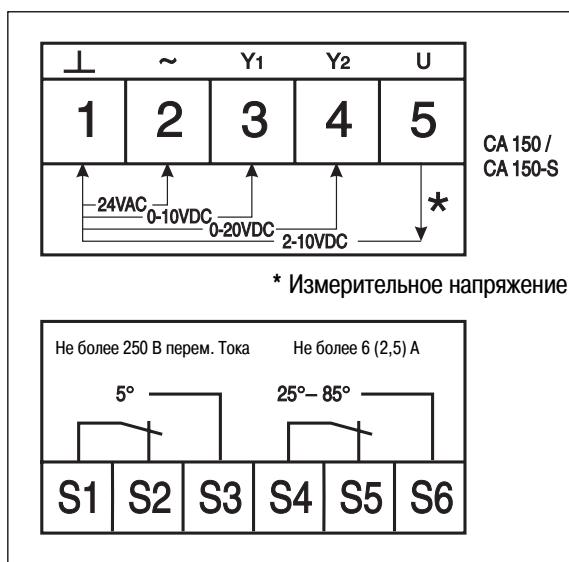 ⊥ ~ Y1 Y2 U
1 2 3 4 5
CA 150 /
CA 150-S
24VAC
0-10VDC
0-20VDC
2-10VDC
*
* Измерительное напряжение
Не более 250 В перем. Тока Не более 6 (2,5) А
5° 25°– 85°
S1 S2 S3 S4 S5 S6